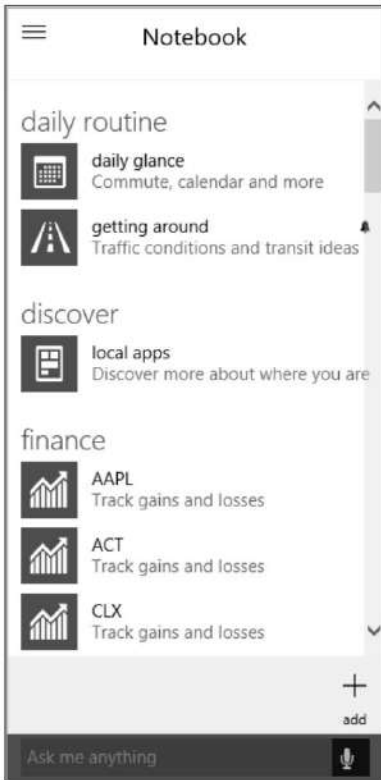 Notebook
daily routine
daily glance
Commute, calendar and more
getting around
Traffic conditions and transit ideas
discover
local apps
Discover more about where you are
finance
AAPL
Track gains and losses
ACT
Track gains and losses
CLX
Track gains and losses
add
Ask me anything